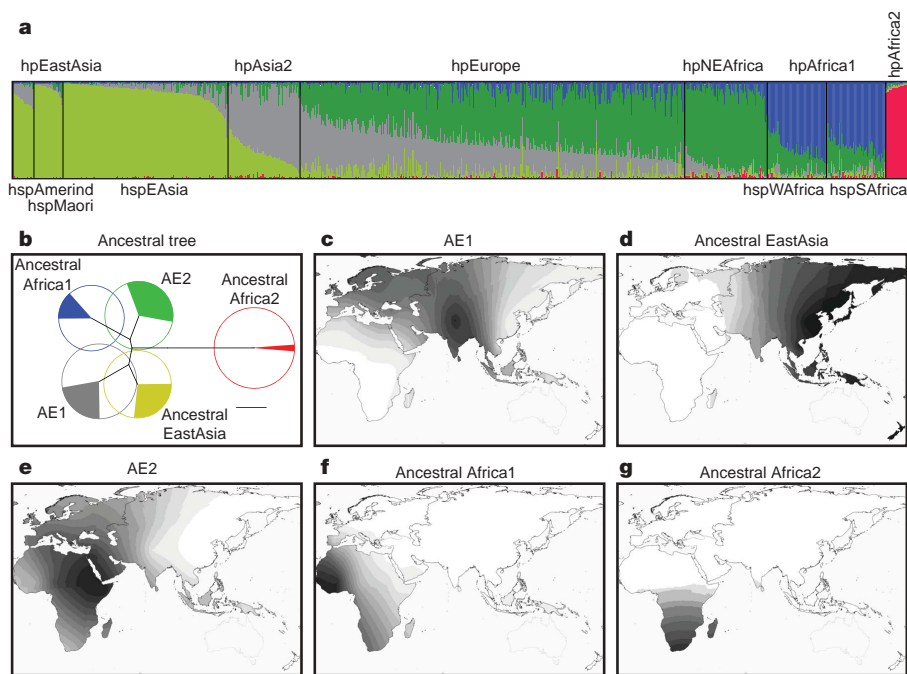 a
hpEastAsia hpAsia2 hpEurope hpNEAfrica hpAfrica1 hpAfrica2
hspAmerind hspEAsia hspWAfrica hspSAfrica
hspMaori
b Ancestral tree
Ancestral Africa1
AE2
Ancestral Africa2
AE1
Ancestral EastAsia
c AE1
d Ancestral EastAsia
e AE2
f Ancestral Africa1
g Ancestral Africa2